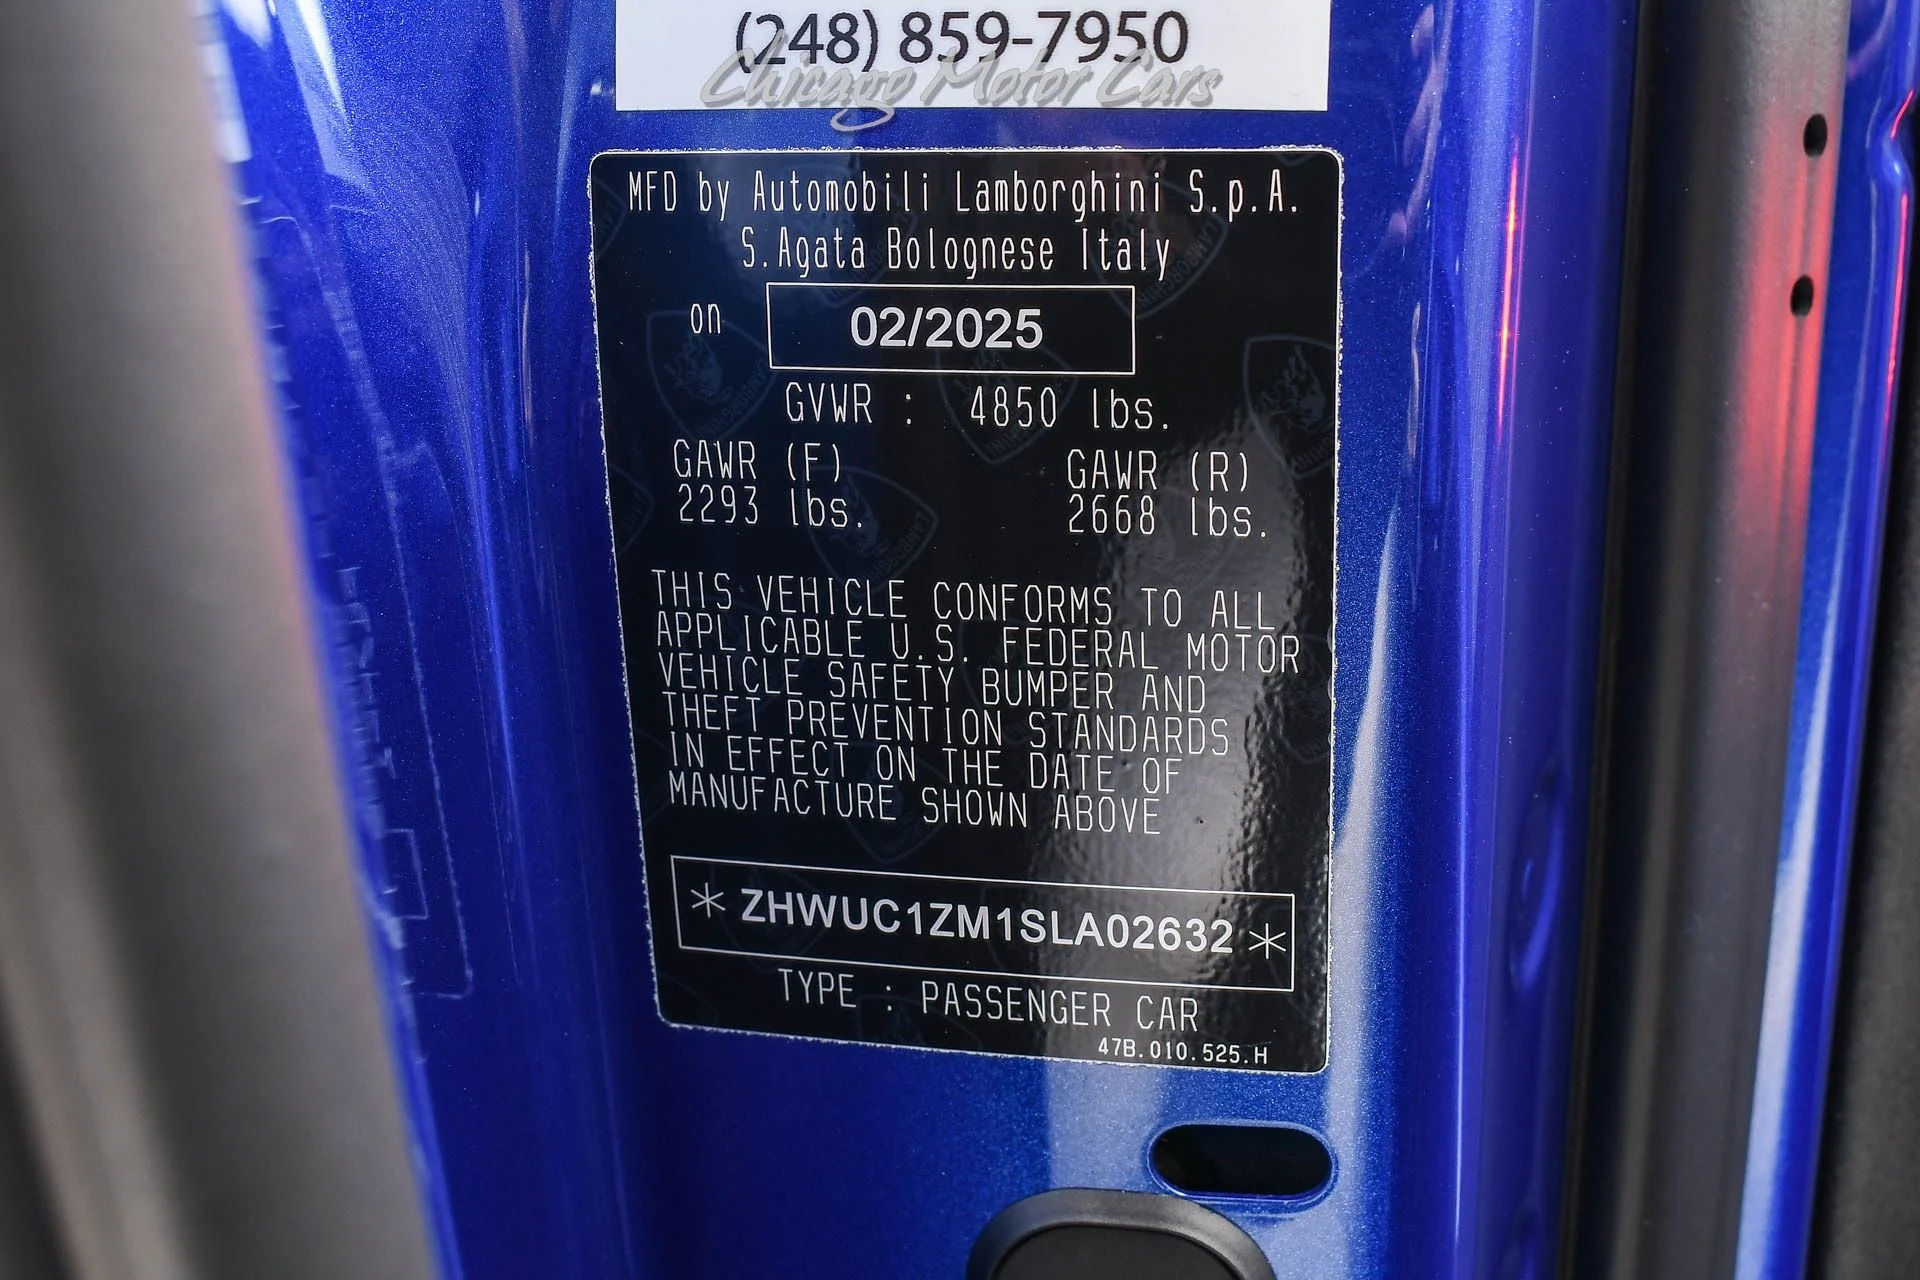 (248) 859-7950
Chicago Motor Cars
MFD by Automobili Lamborghini S.p.A.
S.Agata Bolognese Italy
on 02/2025
GVWR : 4850 lbs.
GAWR (F) GAWR (R)
2293 lbs. 2668 lbs.
THIS VEHICLE CONFORMS TO ALL
APPLICABLE U.S. FEDERAL MOTOR
VEHICLE SAFETY BUMPER AND
THEFT PREVENTION STANDARDS
IN EFFECT ON THE DATE OF
MANUFACTURE SHOWN ABOVE
* ZHWUC1ZM1SLA02632 *
TYPE : PASSENGER CAR
47B.010.525.H